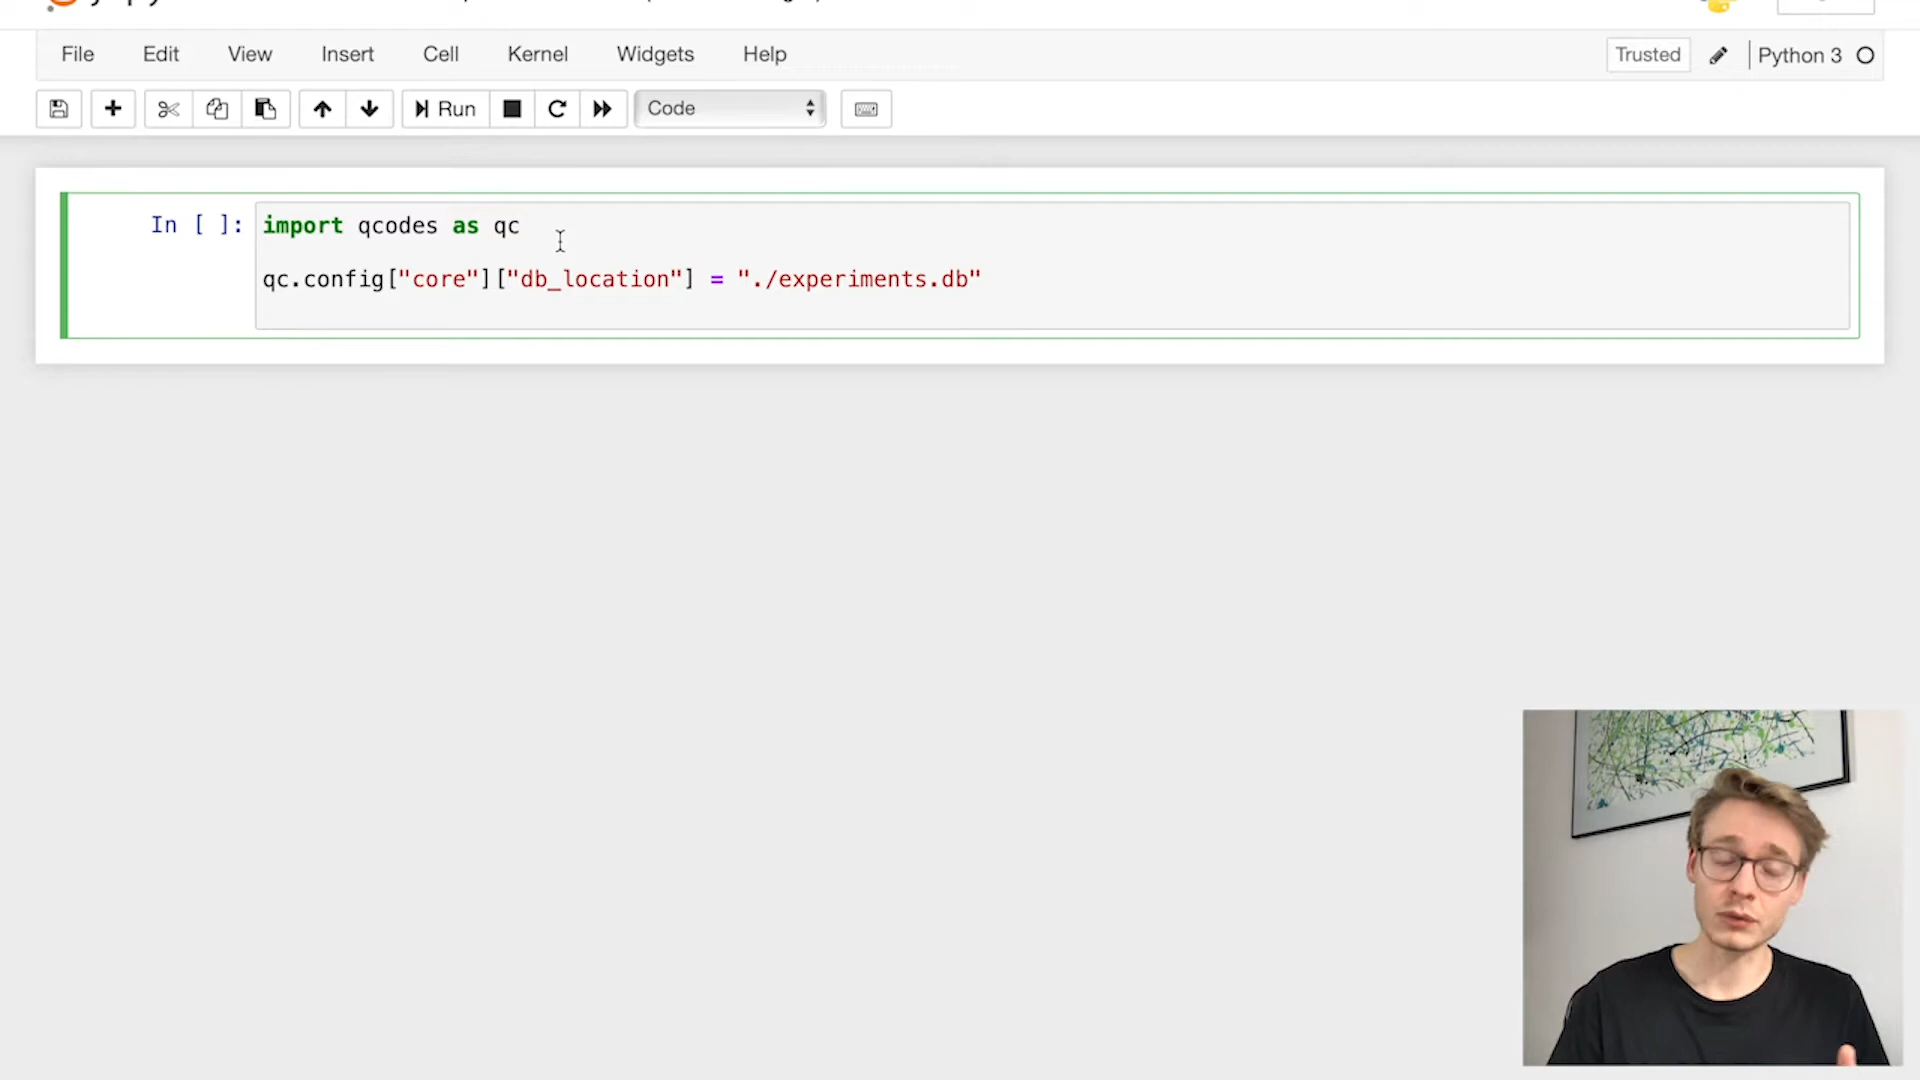 File Edit View Insert Cell Kernel Widgets Help Trusted Python 3
Run Code
In [ ]: import qcodes as qc
qc.config["core"]["db_location"] = "./experiments.db"